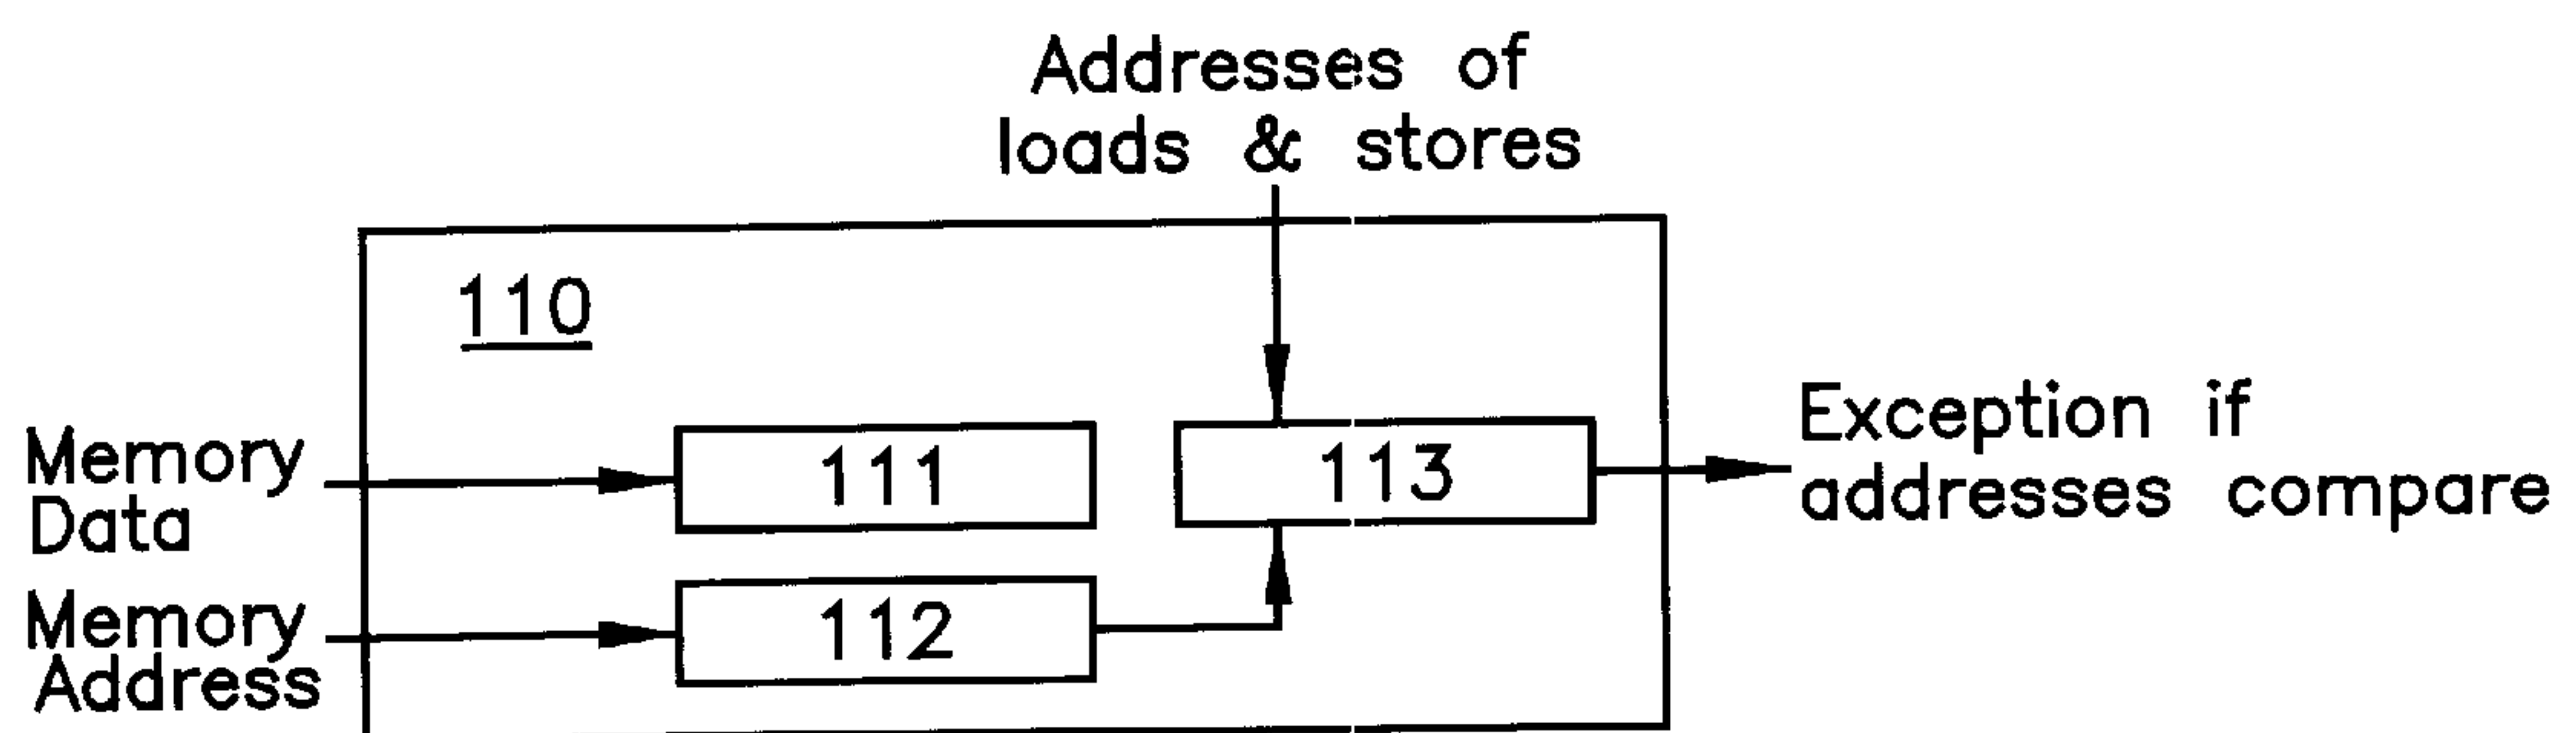 Addresses of
loads & stores
110
Memory
Data
111
113
Exception if
addresses compare
Memory
Address
112